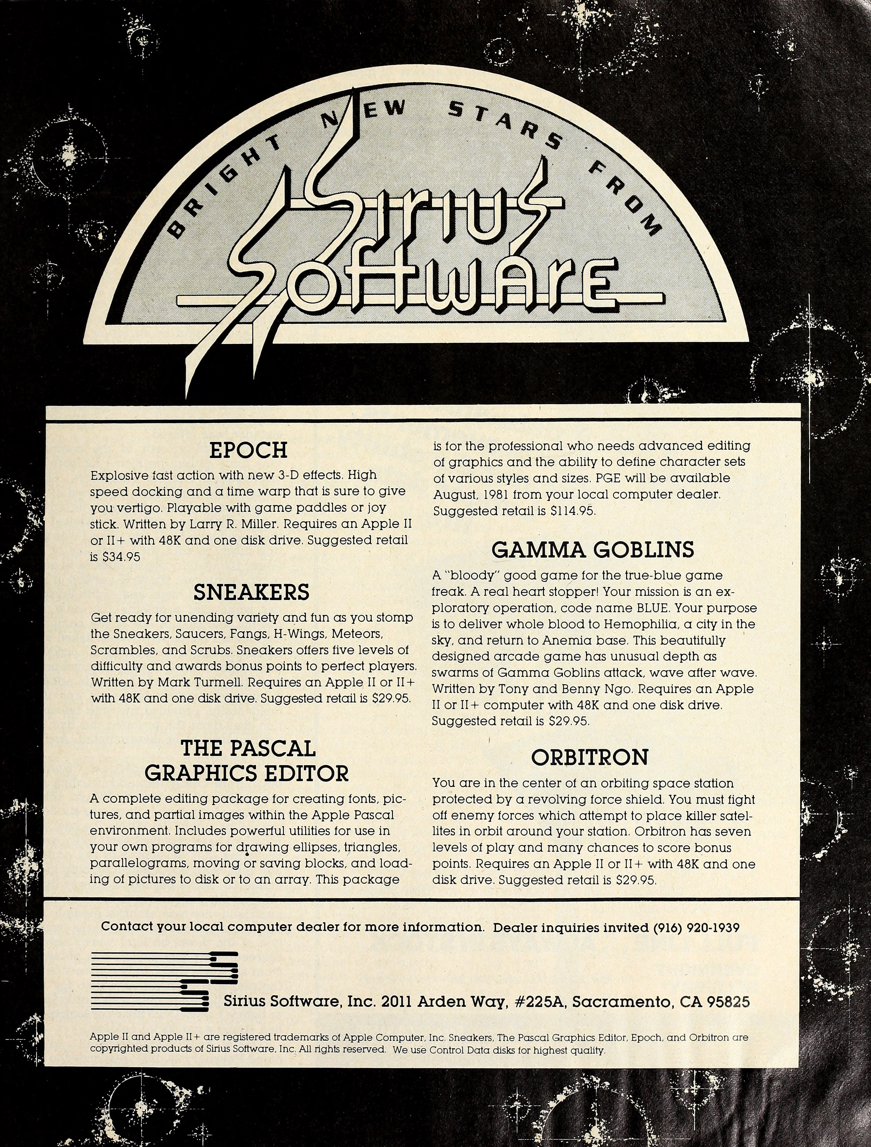 BRIGHT NEW STARS FROM
Sirius
Software
EPOCH
Explosive fast action with new 3-D effects. High
speed docking and a time warp that is sure to give
you vertigo. Playable with game paddles or joy
stick. Written by Larry R. Miller. Requires an Apple II
or II+ with 48K and one disk drive. Suggested retail
is $34.95
SNEAKERS
Get ready for unending variety and fun as you stomp
the Sneakers, Saucers, Fangs, H-Wings, Meteors,
Scrambles, and Scrubs. Sneakers offers five levels of
difficulty and awards bonus points to perfect players.
Written by Mark Turmell. Requires an Apple II or II+
with 48K and one disk drive. Suggested retail is $29.95.
THE PASCAL
GRAPHICS EDITOR
A complete editing package for creating fonts, pic-
tures, and partial images within the Apple Pascal
environment. Includes powerful utilities for use in
your own programs for drawing ellipses, triangles,
parallelograms, moving or saving blocks, and load-
ing of pictures to disk or to an array. This package
is for the professional who needs advanced editing
of graphics and the ability to define character sets
of various styles and sizes. PGE will be available
August, 1981 from your local computer dealer.
Suggested retail is $114.95.
GAMMA GOBLINS
A "bloody" good game for the true-blue game
freak. A real heart stopper! Your mission is an ex-
ploratory operation, code name BLUE. Your purpose
is to deliver whole blood to Hemophilia, a city in the
sky, and return to Anemia base. This beautifully
designed arcade game has unusual depth as
swarms of Gamma Goblins attack, wave after wave.
Written by Tony and Benny Ngo. Requires an Apple
II or II+ computer with 48K and one disk drive.
Suggested retail is $29.95.
ORBITRON
You are in the center of an orbiting space station
protected by a revolving force shield. You must fight
off enemy forces which attempt to place killer satel-
lites in orbit around your station. Orbitron has seven
levels of play and many chances to score bonus
points. Requires an Apple II or II+ with 48K and one
disk drive. Suggested retail is $29.95.
Contact your local computer dealer for more information. Dealer inquiries invited (916) 920-1939
Sirius Software, Inc. 2011 Arden Way, #225A, Sacramento, CA 95825
Apple II and Apple II+ are registered trademarks of Apple Computer, Inc. Sneakers, The Pascal Graphics Editor, Epoch, and Orbitron are
copyrighted products of Sirius Software, Inc. All rights reserved. We use Control Data disks for highest quality.